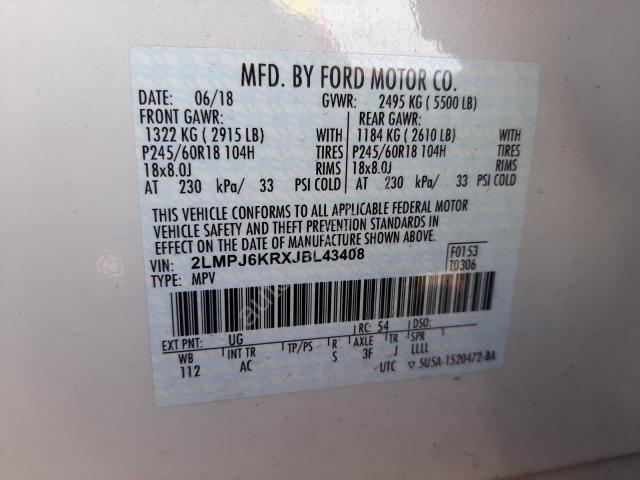 MFD. BY FORD MOTOR CO.
DATE: 06/18 GVWR: 2495 KG (5500 LB)
FRONT GAWR: REAR GAWR:
1322 KG (2915 LB) WITH 1184 KG (2610 LB) WITH
P245/60R18 104H TIRES P245/60R18 104H TIRES
18x8.0J RIMS 18x8.0J RIMS
AT 230 kPa/ 33 PSI COLD AT 230 kPa/ 33 PSI COLD
THIS VEHICLE CONFORMS TO ALL APPLICABLE FEDERAL MOTOR
VEHICLE SAFETY AND THEFT PREVENTION STANDARDS IN
EFFECT ON THE DATE OF MANUFACTURE SHOWN ABOVE.
VIN: 2LMPJ6KRXJBL43408 F0153
TYPE: MPV T0306
EXT PNT: UG RC: 54 DSO:
WB INT TR TP/PS R AXLE TR SPR
112 AC S 3F J LLLL
UTC ▽ 5USA-1520472-BA